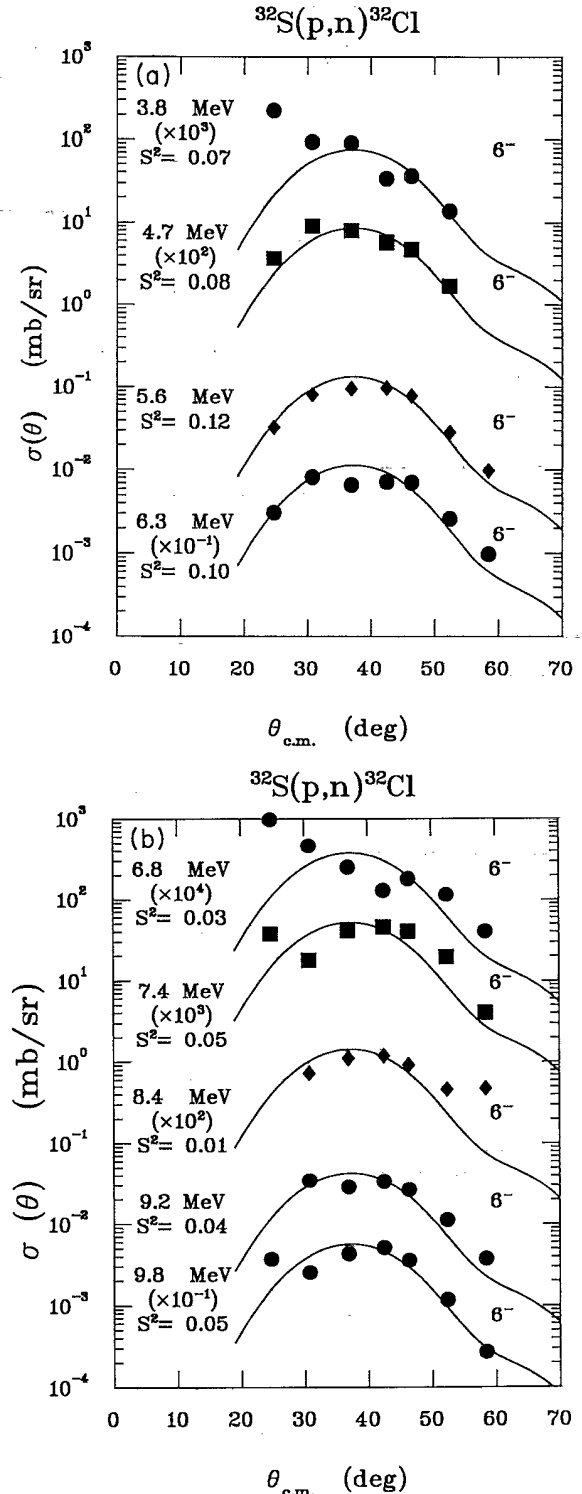 ³²S(p,n)³²Cl
(a)
10³
10²
10¹
10⁰
10⁻¹
10⁻²
10⁻³
10⁻⁴
σ(θ) (mb/sr)
3.8 MeV
(×10³)
S²= 0.07
6⁻
4.7 MeV
(×10²)
S²= 0.08
6⁻
5.6 MeV
S²= 0.12
6⁻
6.3 MeV
(×10⁻¹)
S²= 0.10
6⁻
0 10 20 30 40 50 60 70
θc.m. (deg)
³²S(p,n)³²Cl
(b)
10³
10²
10¹
10⁰
10⁻¹
10⁻²
10⁻³
10⁻⁴
σ (θ) (mb/sr)
6.8 MeV
(×10⁴)
S²= 0.03
6⁻
7.4 MeV
(×10³)
S²= 0.05
6⁻
8.4 MeV
(×10²)
S²= 0.01
6⁻
9.2 MeV
S²= 0.04
6⁻
9.8 MeV
(×10⁻¹)
S²= 0.05
6⁻
0 10 20 30 40 50 60 70
θc.m. (deg)